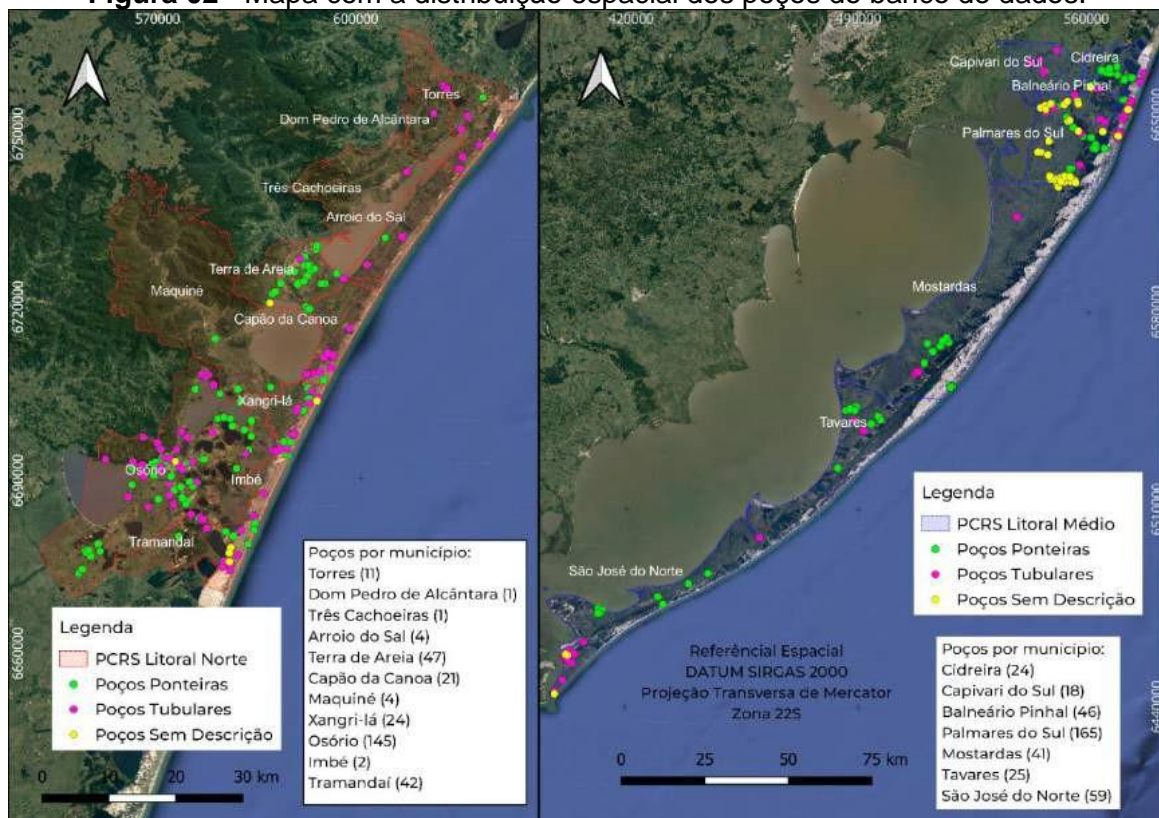 Figura 02 - Mapa com a distribuição espacial dos poços do banco de dados.
570000
600000
6750000
6720000
6690000
6660000
Torres
Dom Pedro de Alcântara
Três Cachoeiras
Arroio do Sal
Terra de Areia
Maquiné
Capão da Canoa
Xangri-lá
Osório
Imbé
Tramandaí
Legenda
PCRS Litoral Norte
Poços Ponteiras
Poços Tubulares
Poços Sem Descrição
0 10 20 30 km
Poços por município:
Torres (11)
Dom Pedro de Alcântara (1)
Três Cachoeiras (1)
Arroio do Sal (4)
Terra de Areia (47)
Capão da Canoa (21)
Maquiné (4)
Xangri-lá (24)
Osório (145)
Imbé (2)
Tramandaí (42)
420000
490000
560000
6650000
6580000
6510000
6440000
Capivari do Sul
Cidreira
Balneário Pinhal
Palmares do Sul
Mostardas
Tavares
São José do Norte
Legenda
PCRS Litoral Médio
Poços Ponteiras
Poços Tubulares
Poços Sem Descrição
Referêncial Espacial
DATUM SIRGAS 2000
Projeção Transversa de Mercator
Zona 22S
0 25 50 75 km
Poços por município:
Cidreira (24)
Capivari do Sul (18)
Balneário Pinhal (46)
Palmares do Sul (165)
Mostardas (41)
Tavares (25)
São José do Norte (59)